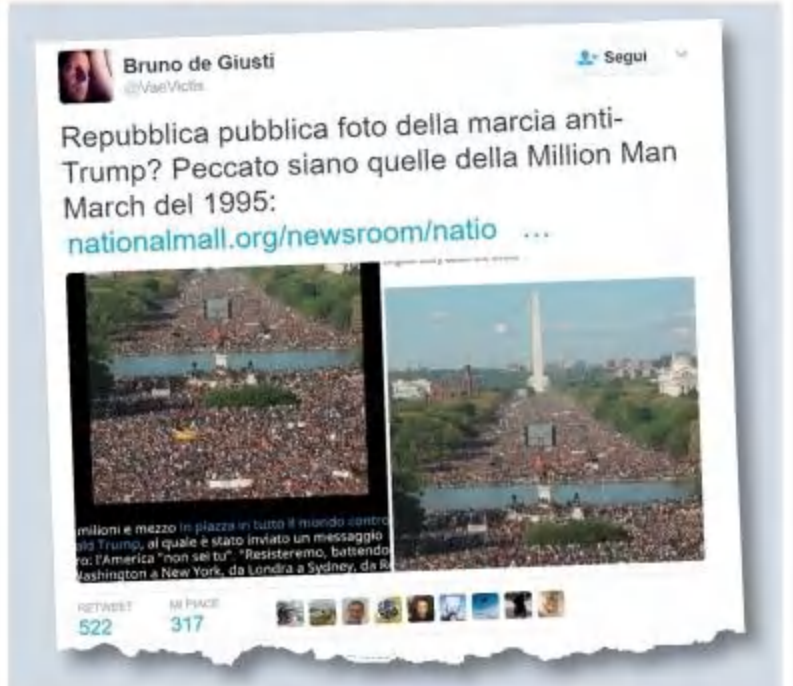 Bruno de Giusti
@VaeVictis
Segui
Repubblica pubblica foto della marcia anti-
Trump? Peccato siano quelle della Million Man
March del 1995:
nationalmall.org/newsroom/natio ...
milioni e mezzo in piazza in tutto il mondo contro
ald Trump, al quale è stato inviato un messaggio
ro: l'America "non sei tu". "Resisteremo, battendo
Washington a New York, da Londra a Sydney, da R
RETWEET
MI PIACE
522
317